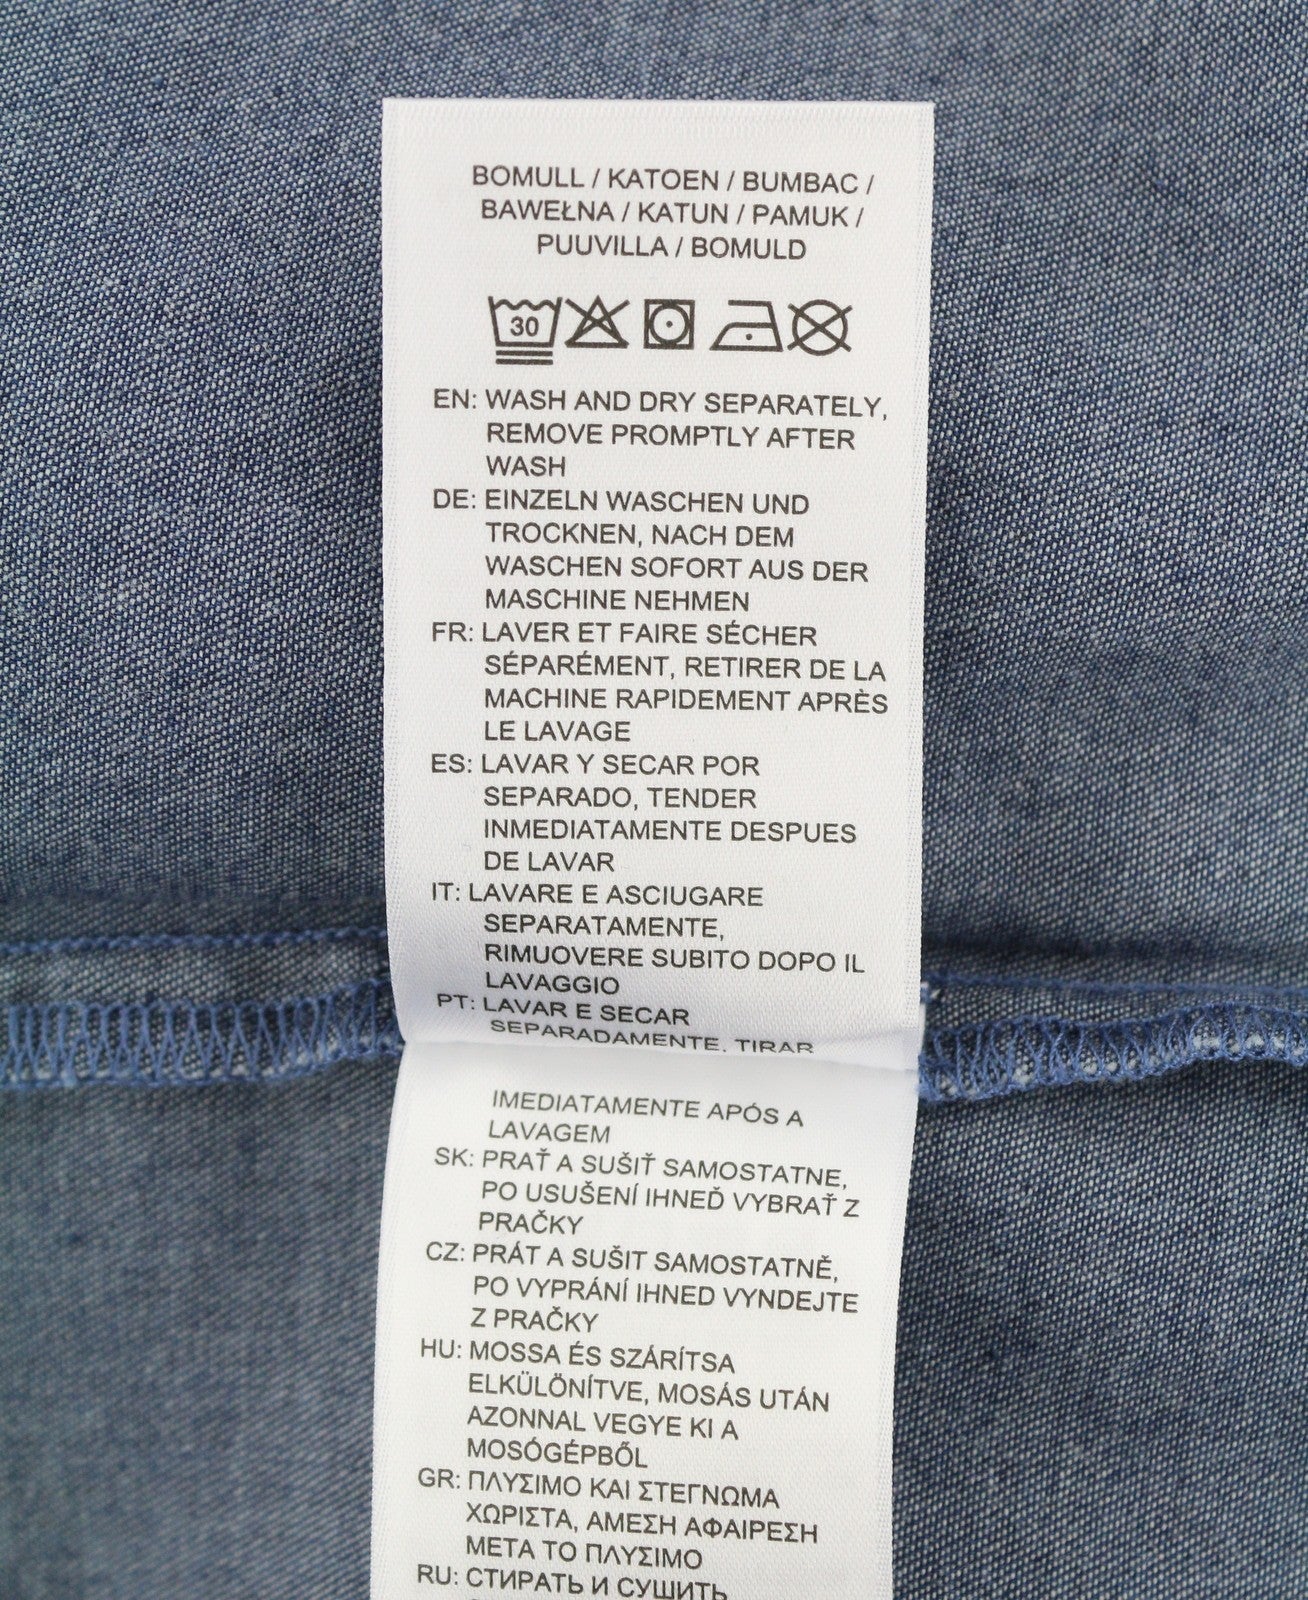 BOMULL / KATOEN / BUMBAC /
BAWEŁNA / KATUN / PAMUK /
PUUVILLA / BOMULD
30
EN: WASH AND DRY SEPARATELY,
REMOVE PROMPTLY AFTER
WASH
DE: EINZELN WASCHEN UND
TROCKNEN, NACH DEM
WASCHEN SOFORT AUS DER
MASCHINE NEHMEN
FR: LAVER ET FAIRE SÉCHER
SÉPARÉMENT, RETIRER DE LA
MACHINE RAPIDEMENT APRÈS
LE LAVAGE
ES: LAVAR Y SECAR POR
SEPARADO, TENDER
INMEDIATAMENTE DESPUES
DE LAVAR
IT: LAVARE E ASCIUGARE
SEPARATAMENTE,
RIMUOVERE SUBITO DOPO IL
LAVAGGIO
PT: LAVAR E SECAR
SEPARADAMENTE, TIRAR
IMEDIATAMENTE APÓS A
LAVAGEM
SK: PRAŤ A SUŠIŤ SAMOSTATNE,
PO USUŠENÍ IHNEĎ VYBRAŤ Z
PRAČKY
CZ: PRÁT A SUŠIT SAMOSTATNĚ,
PO VYPRÁNÍ IHNED VYNDEJTE
Z PRAČKY
HU: MOSSA ÉS SZÁRÍTSA
ELKÜLÖNÍTVE, MOSÁS UTÁN
AZONNAL VEGYE KI A
MOSÓGÉPBŐL
GR: ΠΛΥΣΙΜΟ ΚΑΙ ΣΤΕΓΝΩΜΑ
ΧΩΡΙΣΤΑ, ΑΜΕΣΗ ΑΦΑΙΡΕΣΗ
ΜΕΤΑ ΤΟ ΠΛΥΣΙΜΟ
RU: СТИРАТЬ И СУШИТЬ